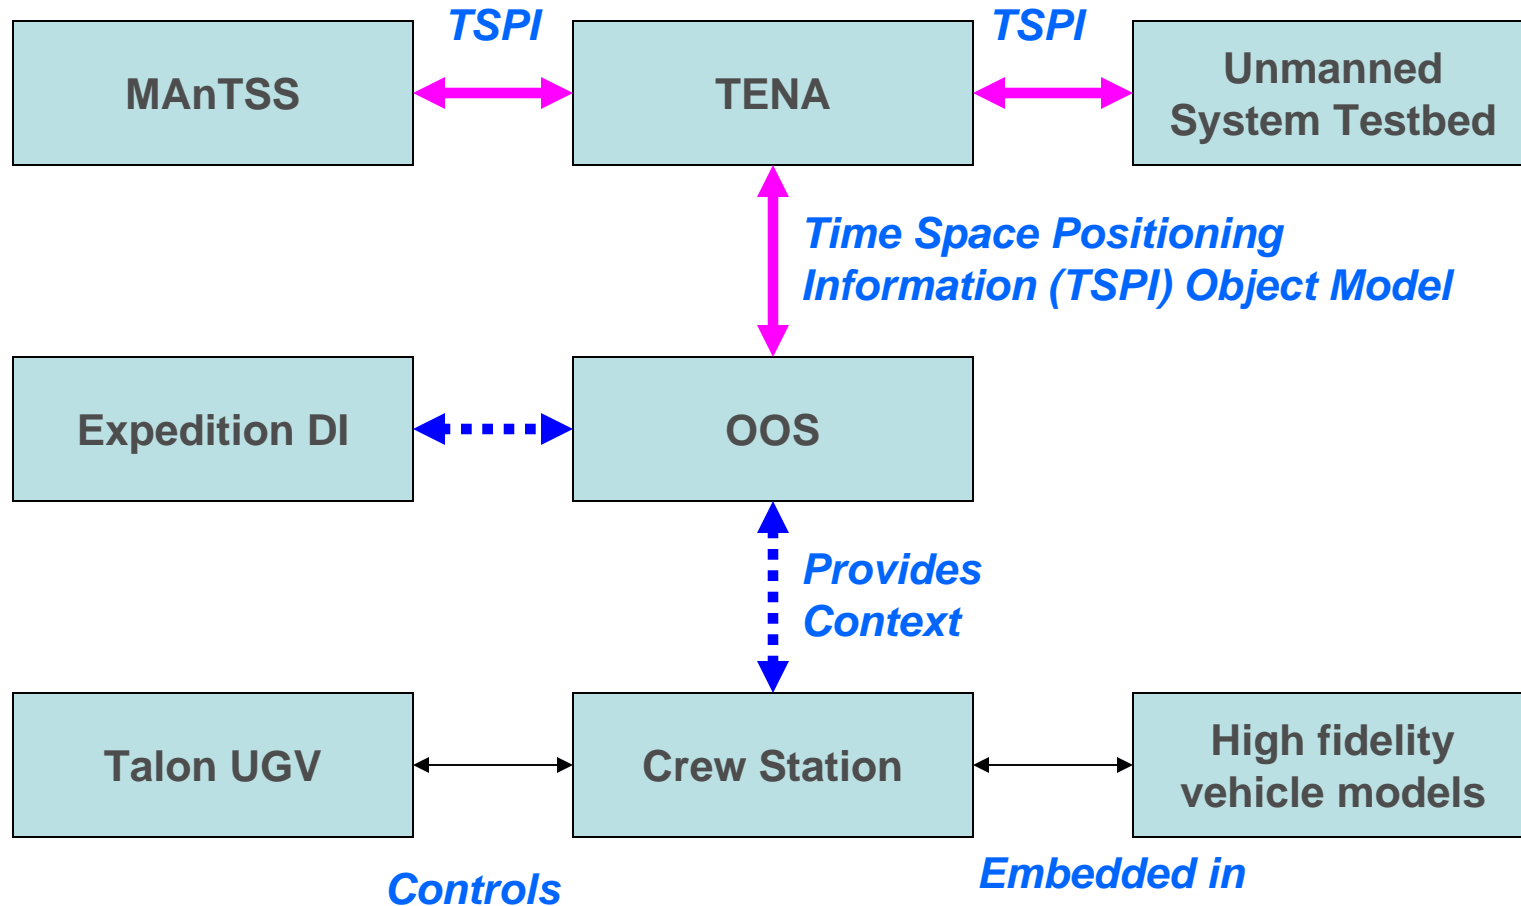 TSPI
TSPI
MAnTSS
TENA
Unmanned
System Testbed
Time Space Positioning
Information (TSPI) Object Model
Expedition DI
OOS
Provides
Context
Talon UGV
Crew Station
High fidelity
vehicle models
Controls
Embedded in